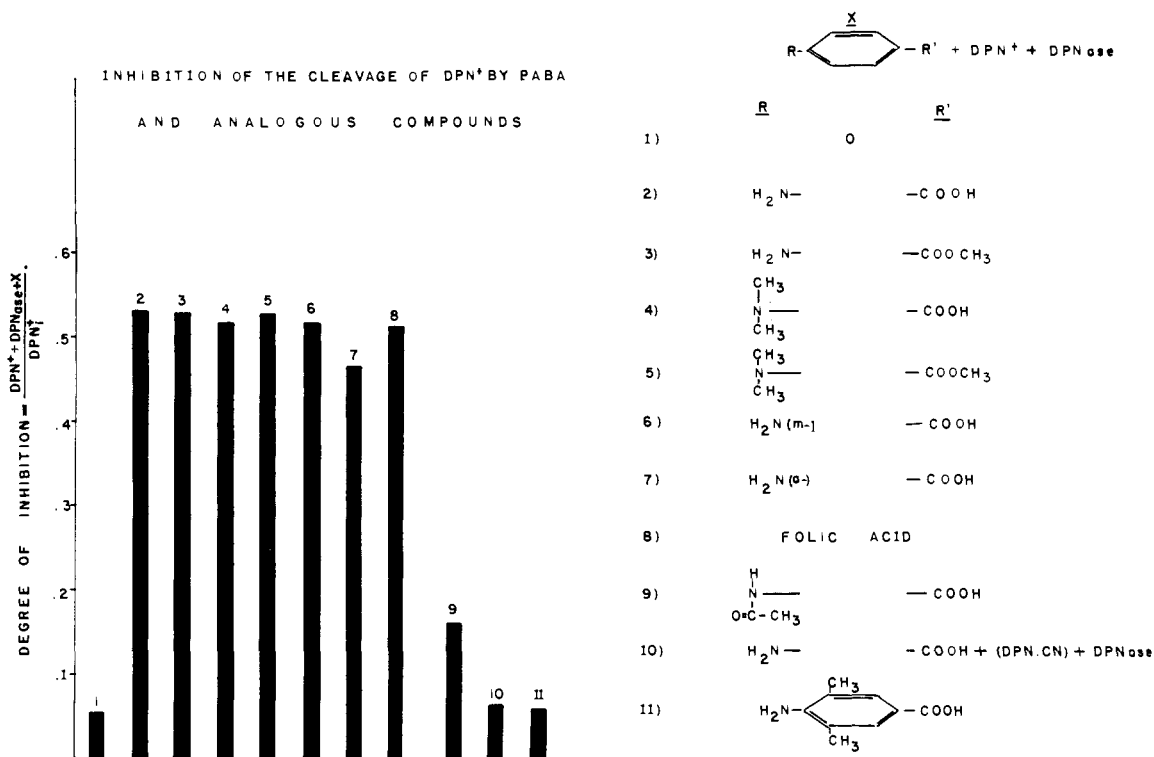 INHIBITION OF THE CLEAVAGE OF DPN⁺ BY PABA
AND ANALOGOUS COMPOUNDS
DEGREE OF INHIBITION = DPN⁺+DPNase+X / DPNᵢ⁺
.6
.5
.4
.3
.2
.1
1
2
3
4
5
6
7
8
9
10
11
X
R- -R' + DPN⁺ + DPNase
R R'
1) O
2) H₂N— —COOH
3) H₂N— —COOCH₃
CH₃
4) N— —COOH
CH₃
CH₃
5) N— —COOCH₃
CH₃
6) H₂N (m-] —COOH
7) H₂N (o-) —COOH
8) FOLIC ACID
H
9) N— —COOH
O=C-CH₃
10) H₂N— -COOH + (DPN.CN) + DPNase
CH₃
11) H₂N— —COOH
CH₃